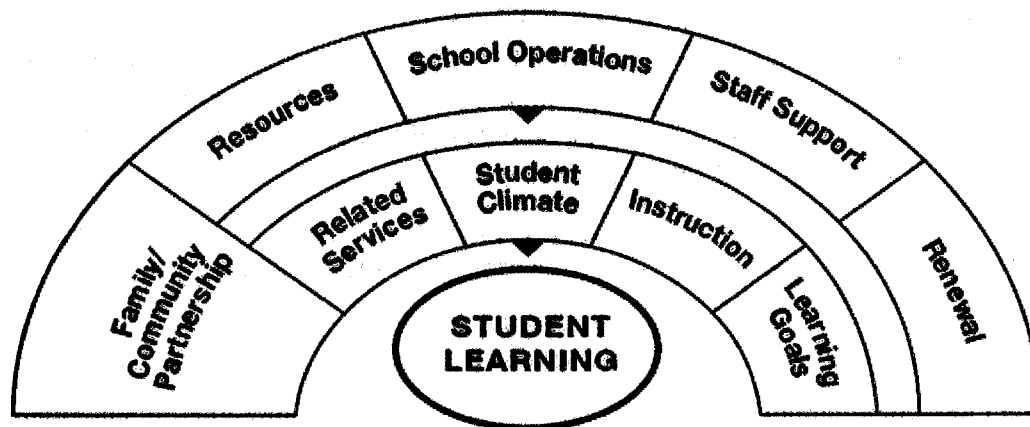 School Operations
Resources
Staff Support
Student
Climate
Related
Services
Instruction
Family/
Community
Partnership
Learning
Goals
Renewal
STUDENT
LEARNING